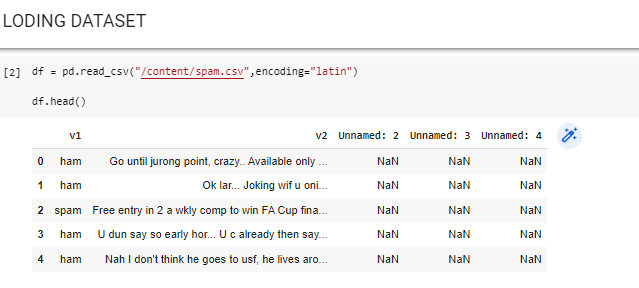 LODING DATASET
[2] df = pd.read_csv("/content/spam.csv",encoding="latin")
df.head()
v1 v2 Unnamed: 2 Unnamed: 3 Unnamed: 4
0 ham Go until jurong point, crazy.. Available only ... NaN NaN NaN
1 ham Ok lar... Joking wif u oni... NaN NaN NaN
2 spam Free entry in 2 a wkly comp to win FA Cup fina... NaN NaN NaN
3 ham U dun say so early hor... U c already then say... NaN NaN NaN
4 ham Nah I don't think he goes to usf, he lives aro... NaN NaN NaN